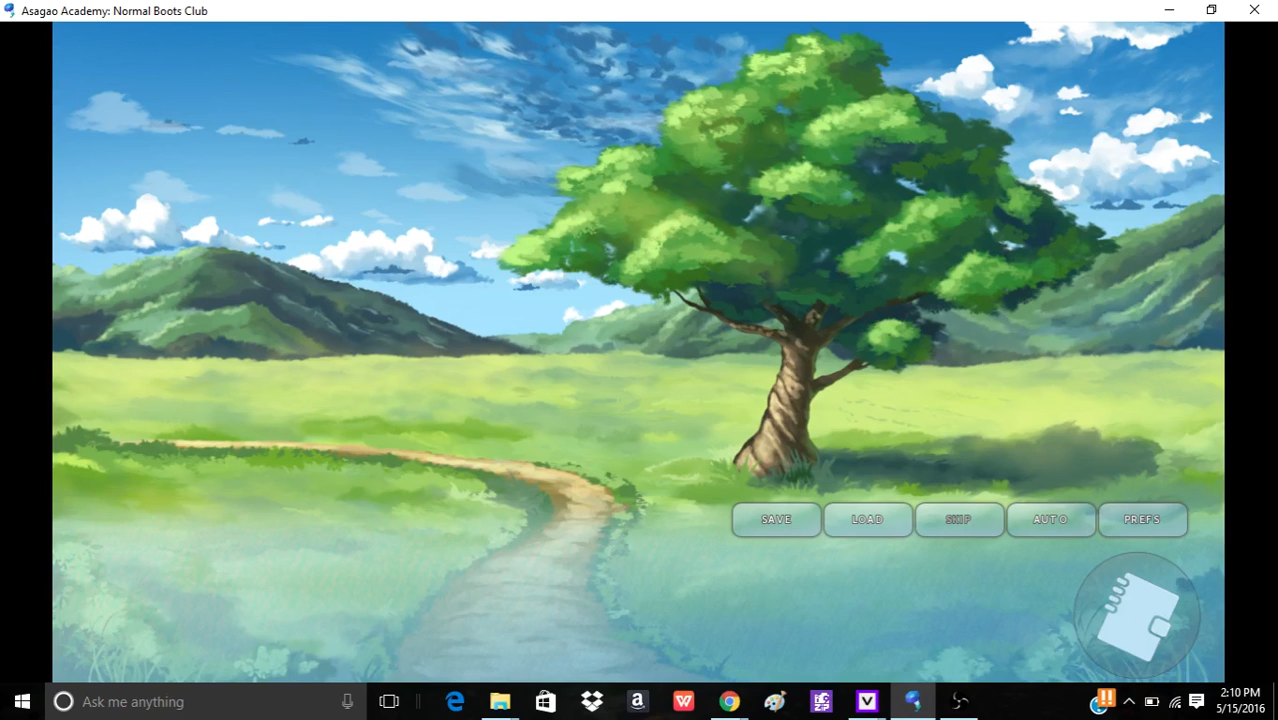 Asagao Academy: Normal Boots Club
SAVE LOAD SKIP AUTO PREFS
Ask me anything
2:10 PM
5/15/2016